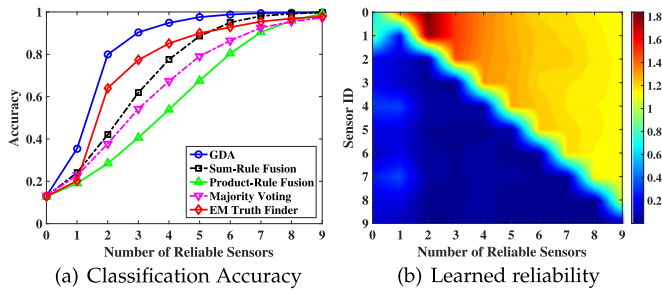 1
0.8
0.6
0.4
0.2
0
Accuracy
0 1 2 3 4 5 6 7 8 9
Number of Reliable Sensors
GDA
Sum-Rule Fusion
Product-Rule Fusion
Majority Voting
EM Truth Finder
(a) Classification Accuracy
0
1
2
3
4
5
6
7
8
9
Sensor ID
0 1 2 3 4 5 6 7 8 9
Number of Reliable Sensors
1.8
1.6
1.4
1.2
1
0.8
0.6
0.4
0.2
(b) Learned reliability